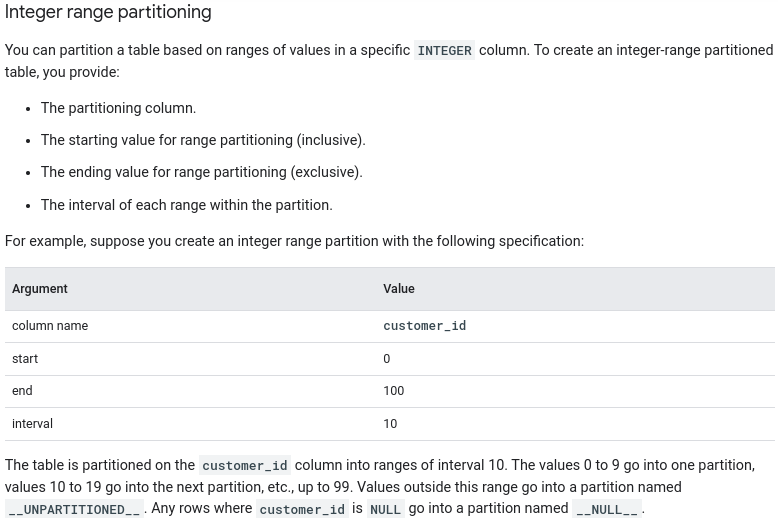 Integer range partitioning
You can partition a table based on ranges of values in a specific INTEGER column. To create an integer-range partitioned
table, you provide:
• The partitioning column.
• The starting value for range partitioning (inclusive).
• The ending value for range partitioning (exclusive).
• The interval of each range within the partition.
For example, suppose you create an integer range partition with the following specification:
Argument Value
column name customer_id
start 0
end 100
interval 10
The table is partitioned on the customer_id column into ranges of interval 10. The values 0 to 9 go into one partition,
values 10 to 19 go into the next partition, etc., up to 99. Values outside this range go into a partition named
__UNPARTITIONED__. Any rows where customer_id is NULL go into a partition named __NULL__.